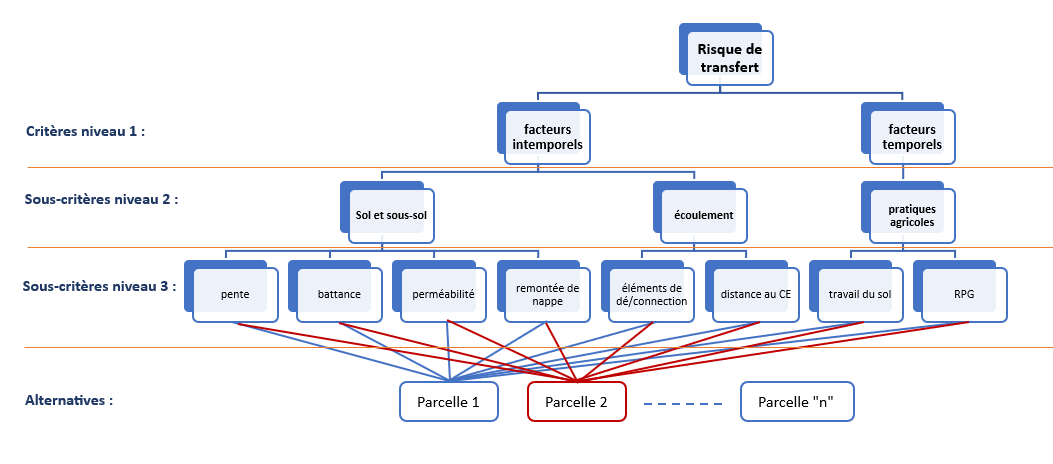 Risque de
transfert
Critères niveau 1 :
facteurs
intemporels
facteurs
temporels
Sous-critères niveau 2 :
Sol et sous-sol
écoulement
pratiques
agricoles
Sous-critères niveau 3 :
pente
battance
perméabilité
remontée de
nappe
éléments de
dé/connection
distance au CE
travail du sol
RPG
Alternatives :
Parcelle 1
Parcelle 2
Parcelle "n"